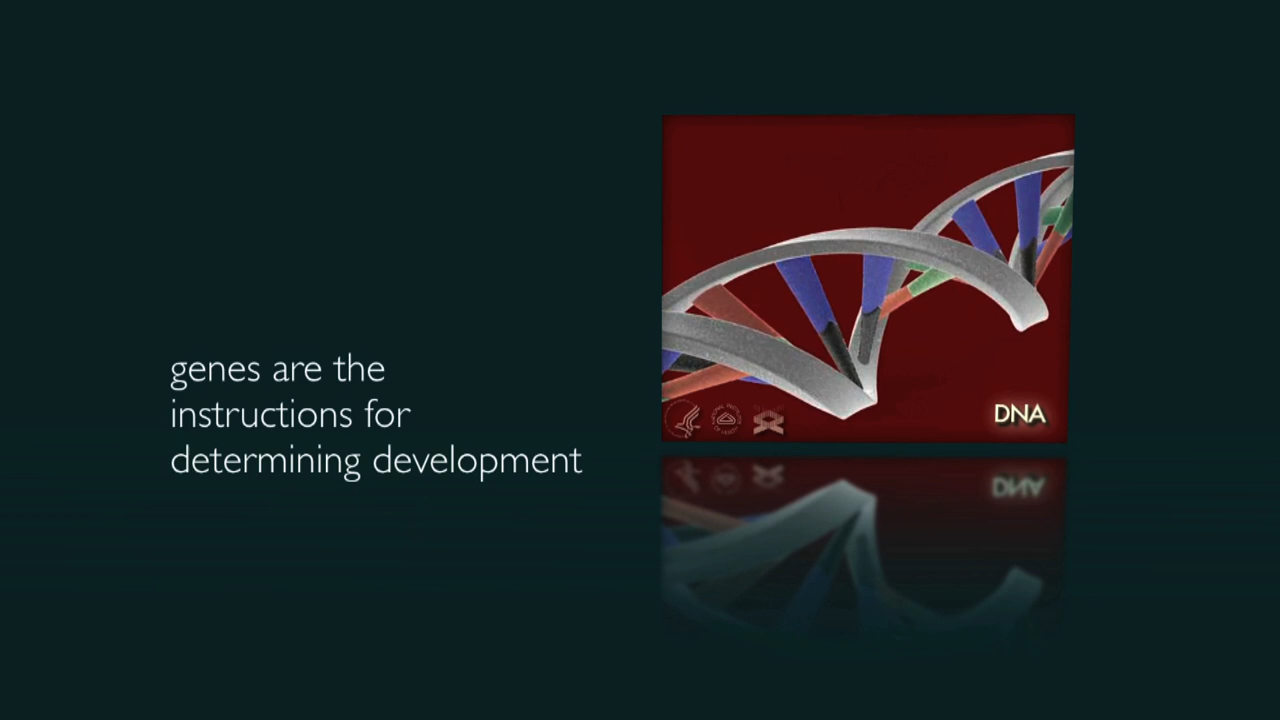 genes are the
instructions for
determining development
DNA